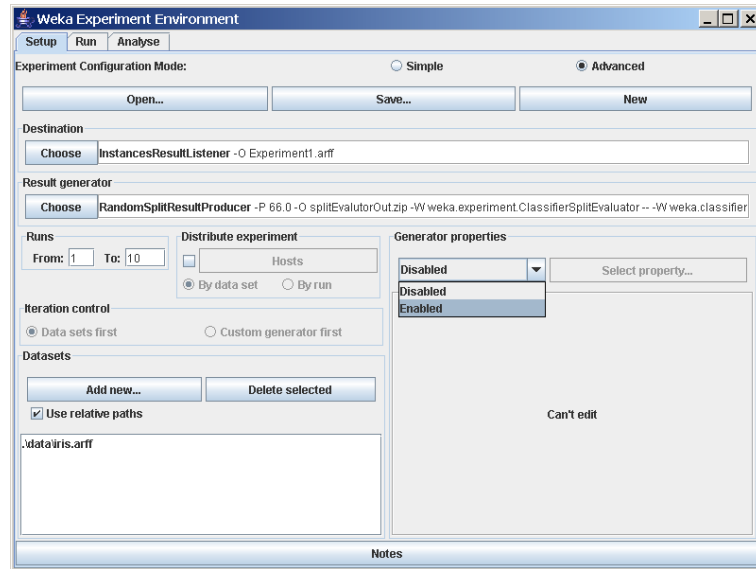 Weka Experiment Environment
Setup Run Analyse
Experiment Configuration Mode: Simple Advanced
Open... Save... New
Destination
Choose InstancesResultListener -O Experiment1.arff
Result generator
Choose RandomSplitResultProducer -P 66.0 -O splitEvalutorOut.zip -W weka.experiment.ClassifierSplitEvaluator -- -W weka.classifier
Runs
From: 1 To: 10
Distribute experiment
Hosts
By data set By run
Generator properties
Disabled Select property...
Disabled
Enabled
Iteration control
Data sets first Custom generator first
Datasets
Add new... Delete selected
Use relative paths
.\data\iris.arff
Can't edit
Notes